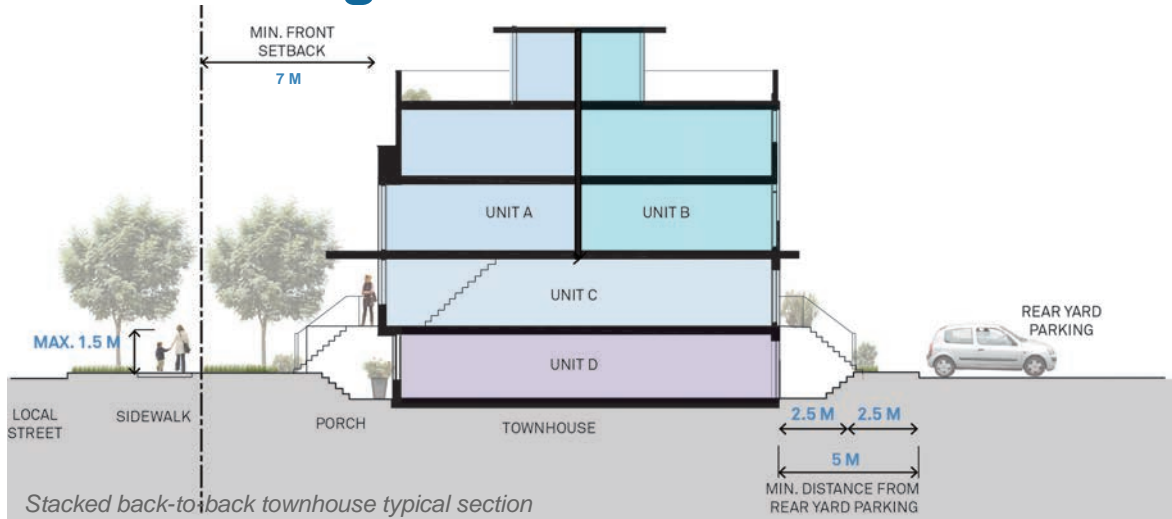 MIN. FRONT
SETBACK
7 M
UNIT A
UNIT B
UNIT C
UNIT D
MAX. 1.5 M
REAR YARD
PARKING
LOCAL
STREET
SIDEWALK
PORCH
TOWNHOUSE
2.5 M
2.5 M
5 M
MIN. DISTANCE FROM
REAR YARD PARKING
Stacked back-to-back townhouse typical section